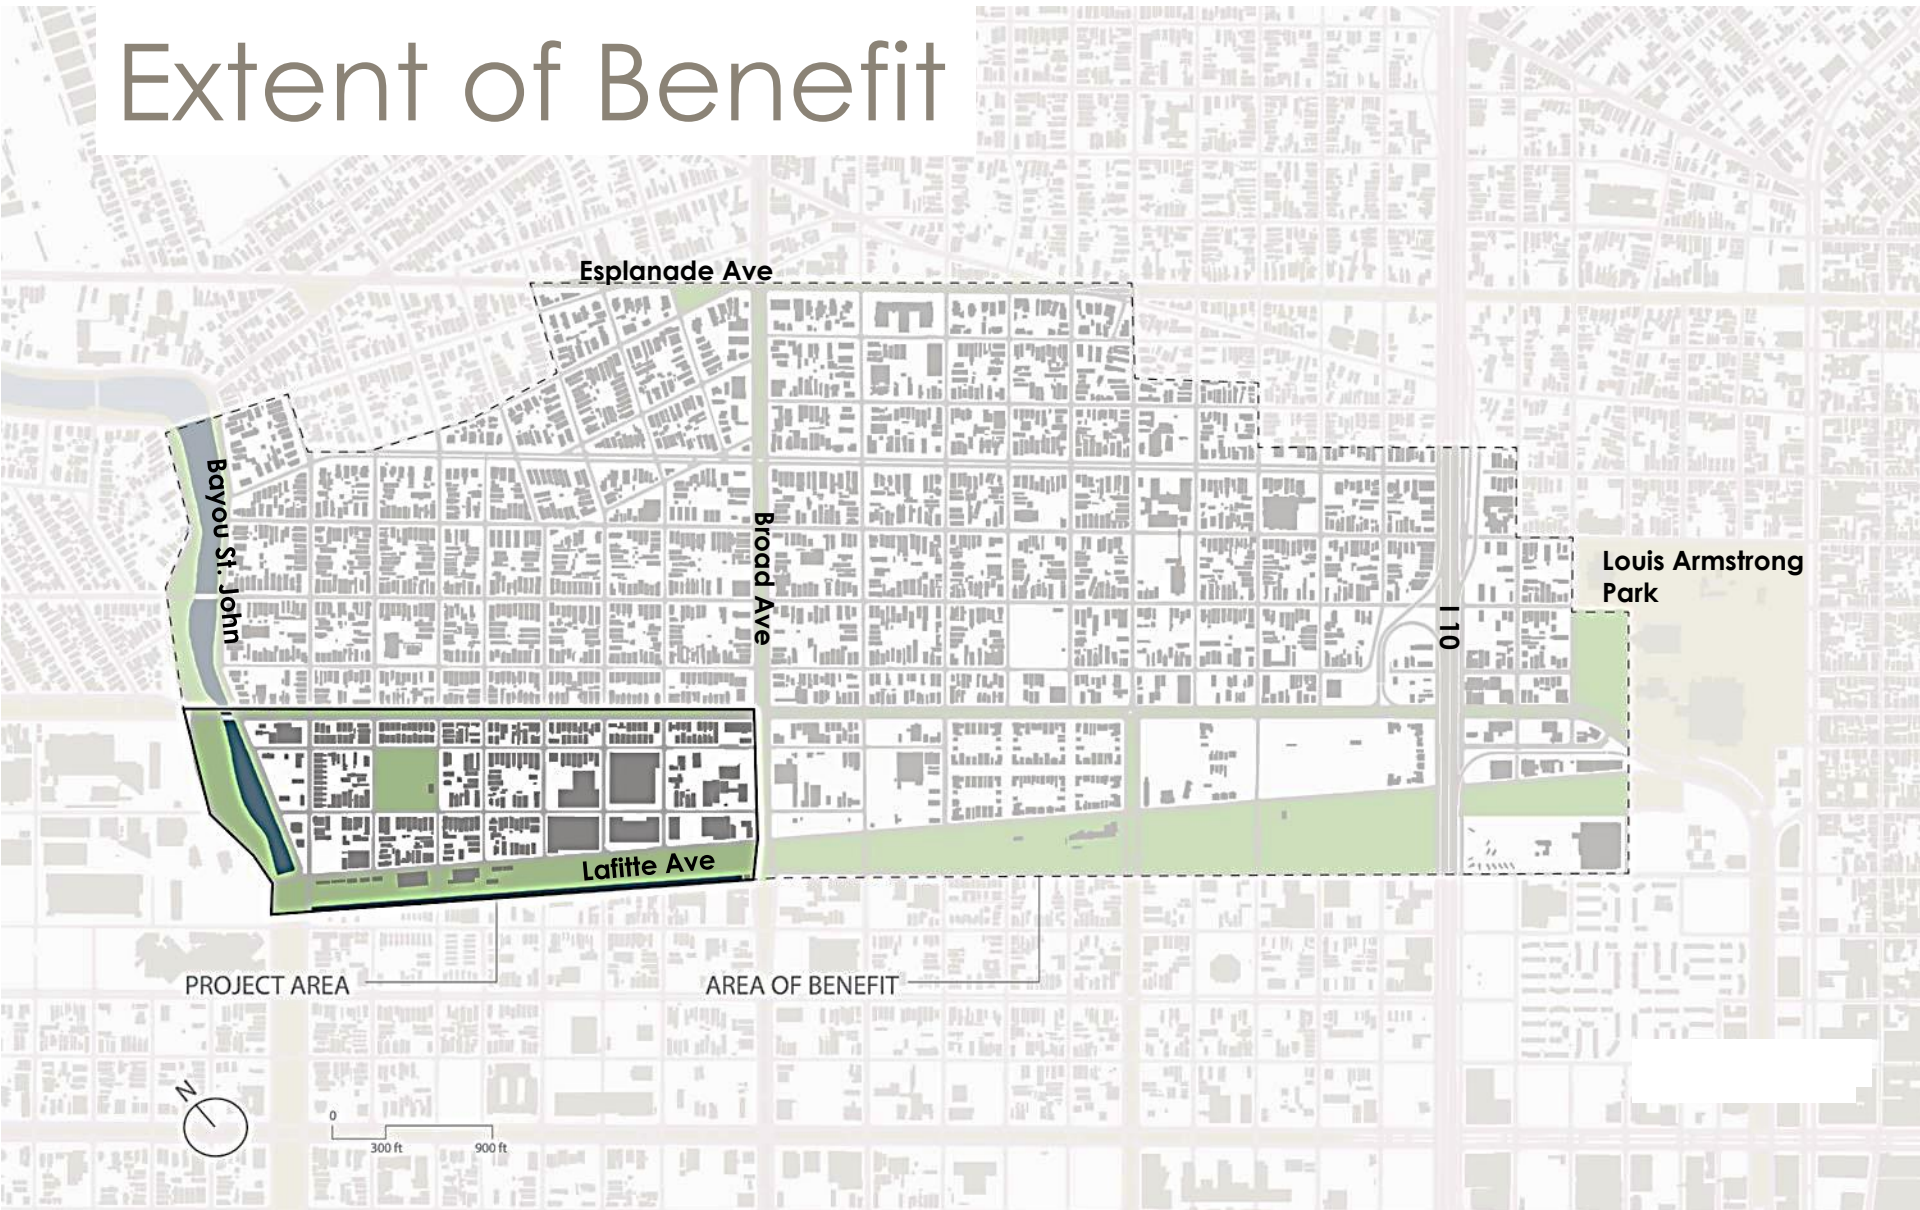 Extent of Benefit
Esplanade Ave
Bayou St. John
Broad Ave
Louis Armstrong
Park
I 10
Lafitte Ave
PROJECT AREA
AREA OF BENEFIT
N
0
300 ft
900 ft